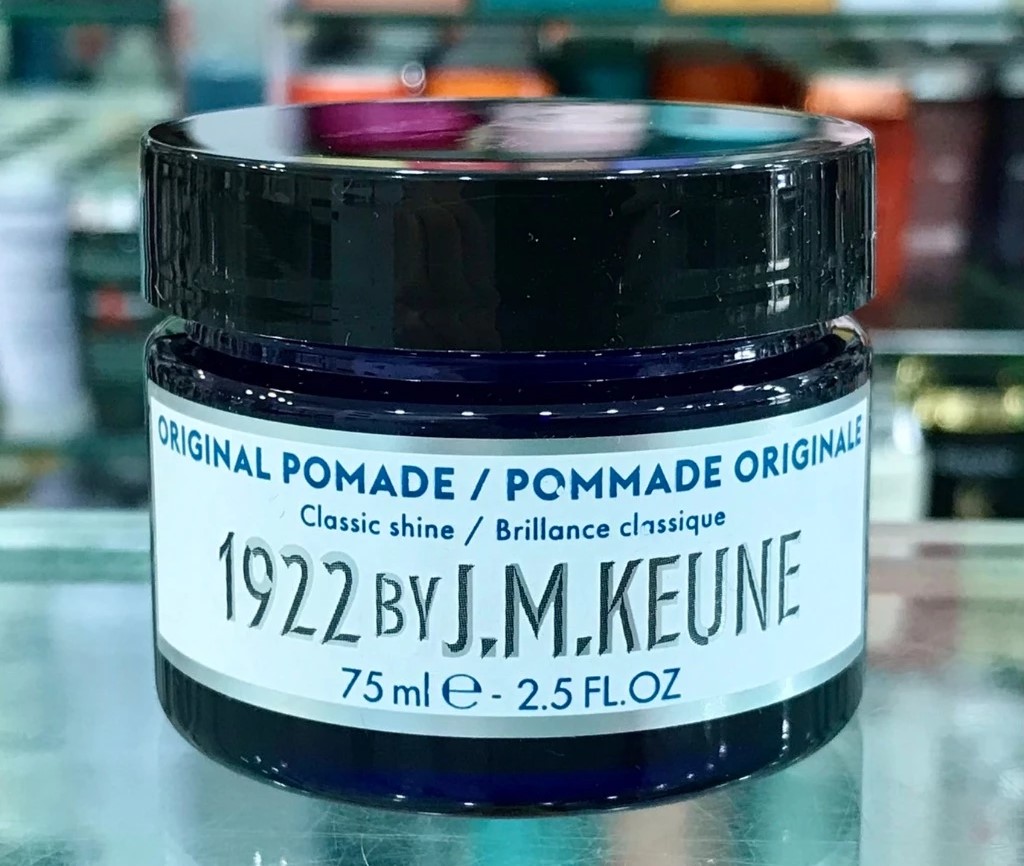 ORIGINAL POMADE / POMMADE ORIGINALE
Classic shine / Brillance classique
1922 BY J.M.KEUNE
75 ml ℮ - 2.5 FL.OZ